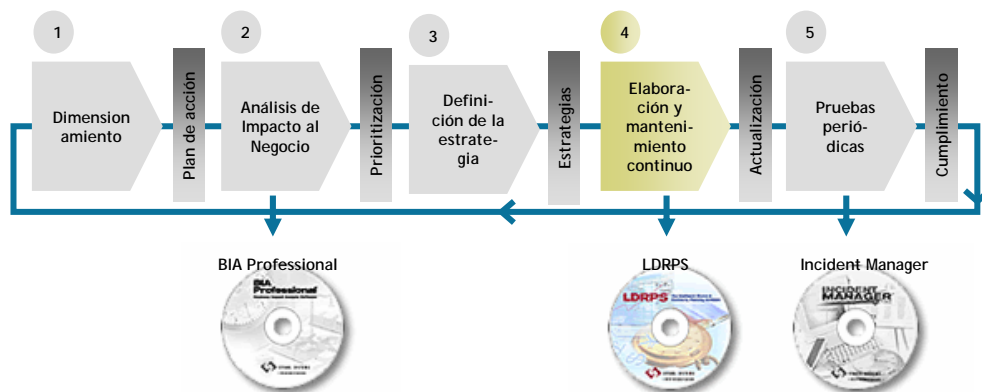 1
2
3
4
5
Dimension
amiento
Plan de acción
Análisis de
Impacto al
Negocio
Prioritización
Defini-
ción de la
estrate-
gia
Estrategias
Elabora-
ción y
manteni-
miento
continuo
Actualización
Pruebas
perió-
dicas
Cumplimiento
BIA Professional
LDRPS
Incident Manager
BIA
Professional
LDRPS
INCIDENT
MANAGER